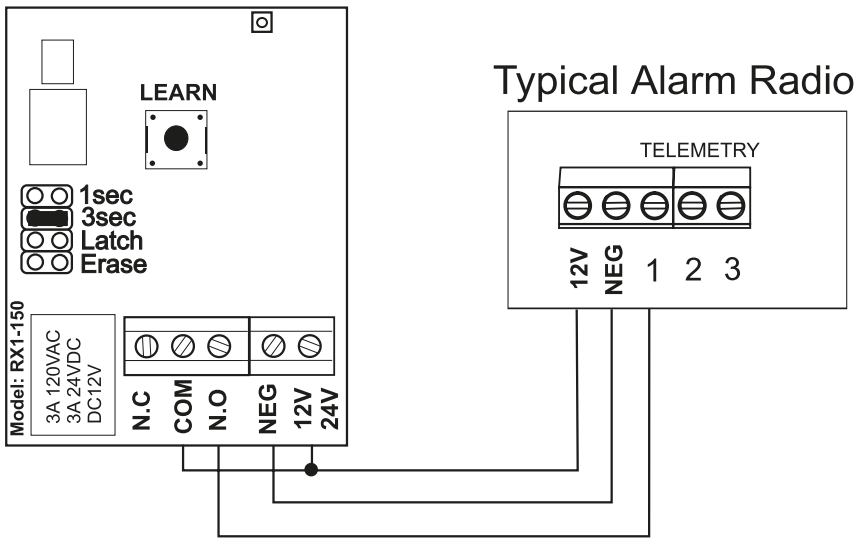 Typical Alarm Radio
LEARN
TELEMETRY
1sec
3sec
Latch
Erase
12V
NEG
1
2
3
Model: RX1-150
3A 120VAC
3A 24VDC
DC12V
N.C
COM
N.O
NEG
12V
24V